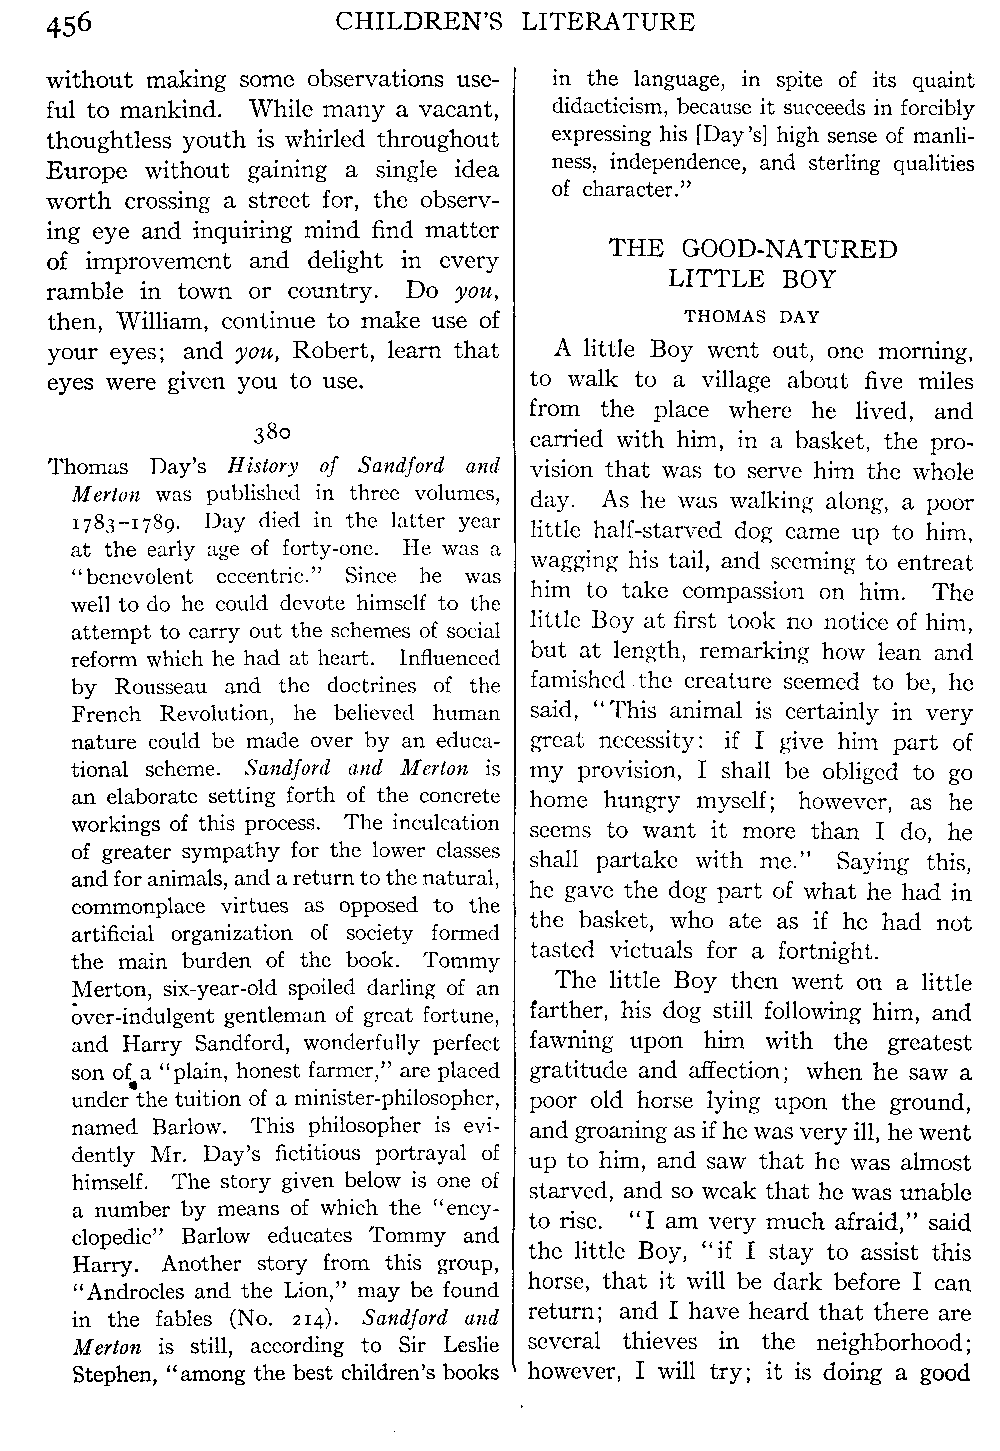 456 CHILDREN'S LITERATURE
without making some observations use-
ful to mankind. While many a vacant,
thoughtless youth is whirled throughout
Europe without gaining a single idea
worth crossing a street for, the observ-
ing eye and inquiring mind find matter
of improvement and delight in every
ramble in town or country. Do you,
then, William, continue to make use of
your eyes; and you, Robert, learn that
eyes were given you to use.
380
Thomas Day's History of Sandford and
Merton was published in three volumes,
1783-1789. Day died in the latter year
at the early age of forty-one. He was a
"benevolent eccentric." Since he was
well to do he could devote himself to the
attempt to carry out the schemes of social
reform which he had at heart. Influenced
by Rousseau and the doctrines of the
French Revolution, he believed human
nature could be made over by an educa-
tional scheme. Sandford and Merton is
an elaborate setting forth of the concrete
workings of this process. The inculcation
of greater sympathy for the lower classes
and for animals, and a return to the natural,
commonplace virtues as opposed to the
artificial organization of society formed
the main burden of the book. Tommy
Merton, six-year-old spoiled darling of an
over-indulgent gentleman of great fortune,
and Harry Sandford, wonderfully perfect
son of a "plain, honest farmer," are placed
under the tuition of a minister-philosopher,
named Barlow. This philosopher is evi-
dently Mr. Day's fictitious portrayal of
himself. The story given below is one of
a number by means of which the "ency-
clopedic" Barlow educates Tommy and
Harry. Another story from this group,
"Androcles and the Lion," may be found
in the fables (No. 214). Sandford and
Merton is still, according to Sir Leslie
Stephen, "among the best children's books
in the language, in spite of its quaint
didacticism, because it succeeds in forcibly
expressing his [Day's] high sense of manli-
ness, independence, and sterling qualities
of character."
THE GOOD-NATURED
LITTLE BOY
THOMAS DAY
A little Boy went out, one morning,
to walk to a village about five miles
from the place where he lived, and
carried with him, in a basket, the pro-
vision that was to serve him the whole
day. As he was walking along, a poor
little half-starved dog came up to him,
wagging his tail, and seeming to entreat
him to take compassion on him. The
little Boy at first took no notice of him,
but at length, remarking how lean and
famished the creature seemed to be, he
said, "This animal is certainly in very
great necessity: if I give him part of
my provision, I shall be obliged to go
home hungry myself; however, as he
seems to want it more than I do, he
shall partake with me." Saying this,
he gave the dog part of what he had in
the basket, who ate as if he had not
tasted victuals for a fortnight.
The little Boy then went on a little
farther, his dog still following him, and
fawning upon him with the greatest
gratitude and affection; when he saw a
poor old horse lying upon the ground,
and groaning as if he was very ill, he went
up to him, and saw that he was almost
starved, and so weak that he was unable
to rise. "I am very much afraid," said
the little Boy, "if I stay to assist this
horse, that it will be dark before I can
return; and I have heard that there are
several thieves in the neighborhood;
however, I will try; it is doing a good